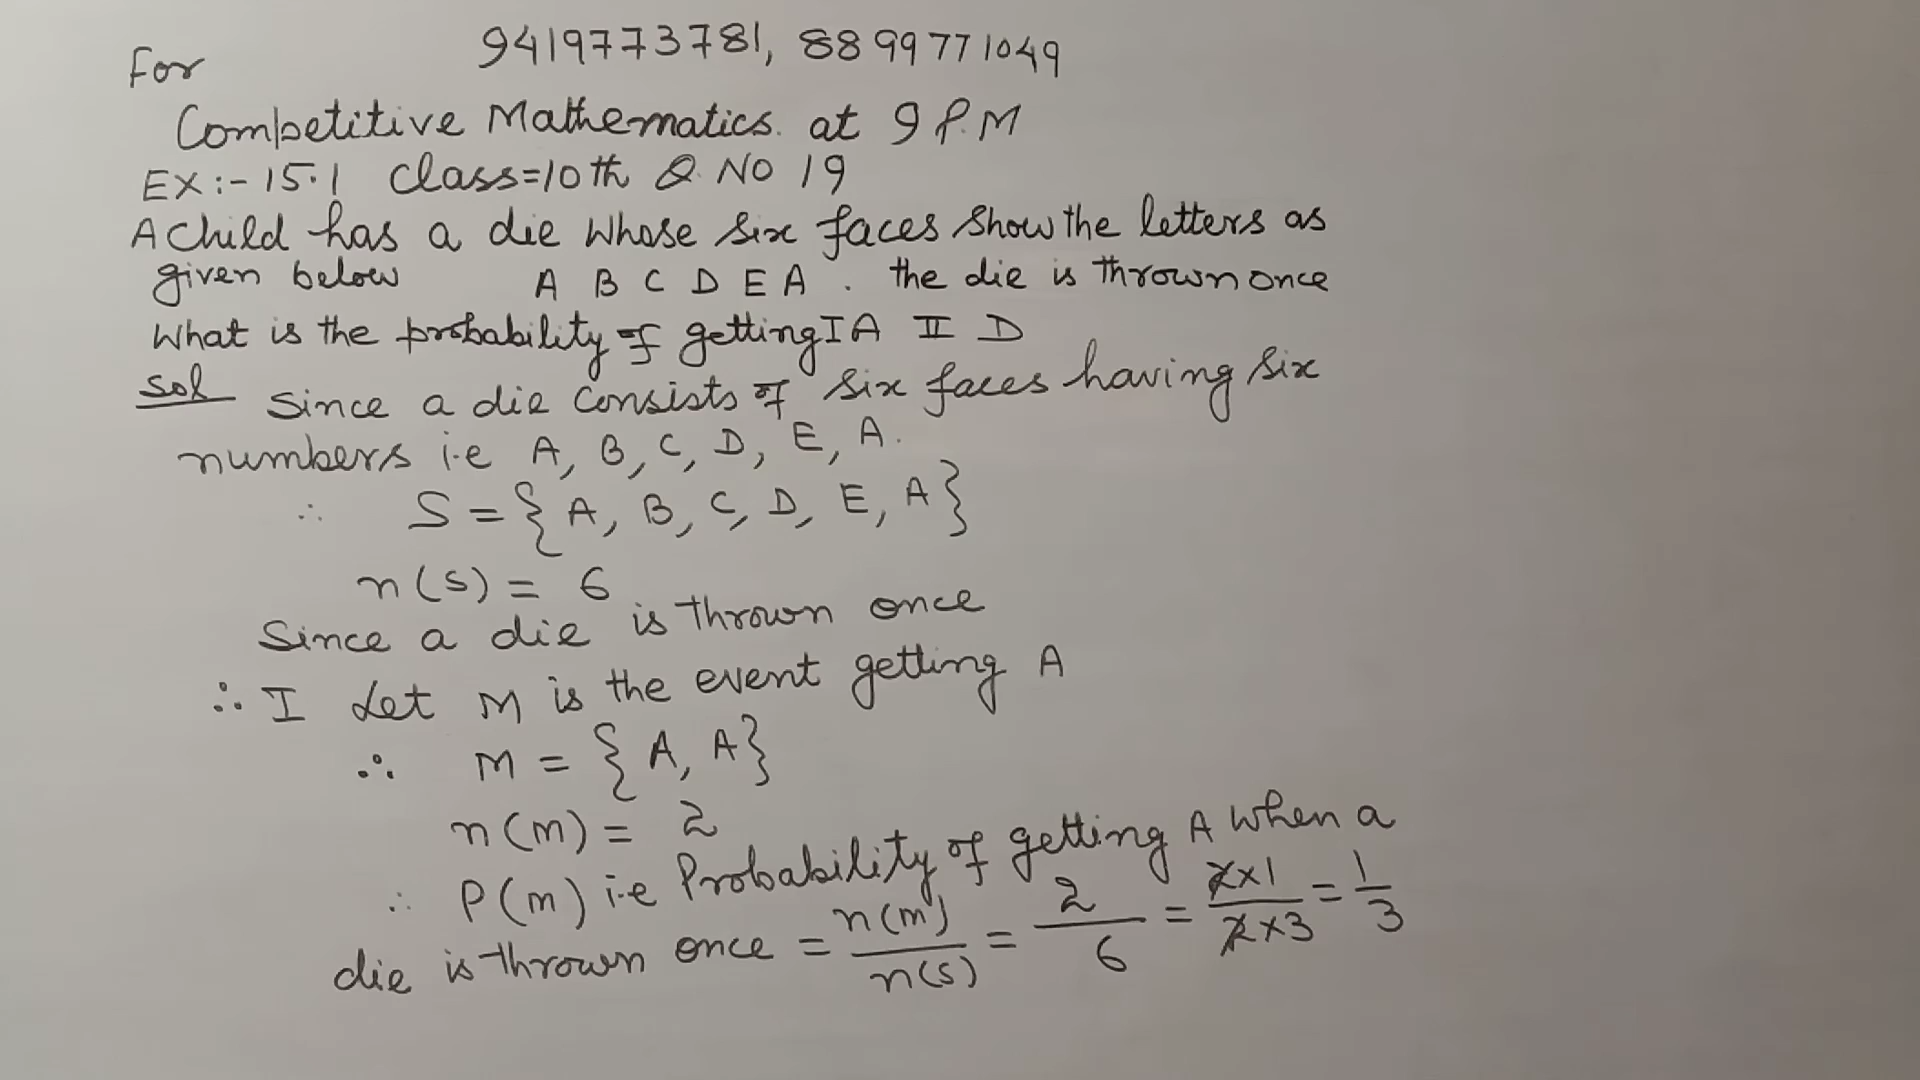 For 9419773781, 8899771049
Competitive Mathematics. at 9 P.M
EX:- 15.1 Class=10th Q. No 19
A Child has a die whose six faces show the letters as
given below A B C D E A . the die is thrown once
What is the probability of getting I A II D
Sol Since a die consists of six faces having six
numbers i.e A, B, C, D, E, A.
∴ S = { A, B, C, D, E, A }
n(s) = 6
Since a die is thrown once
∴ I Let M is the event getting A
∴ M = { A, A }
n(m) = 2
∴ P(m) i.e Probability of getting A when a
die is thrown once = n(m)/n(s) = 2/6 = 2×1/2×3 = 1/3